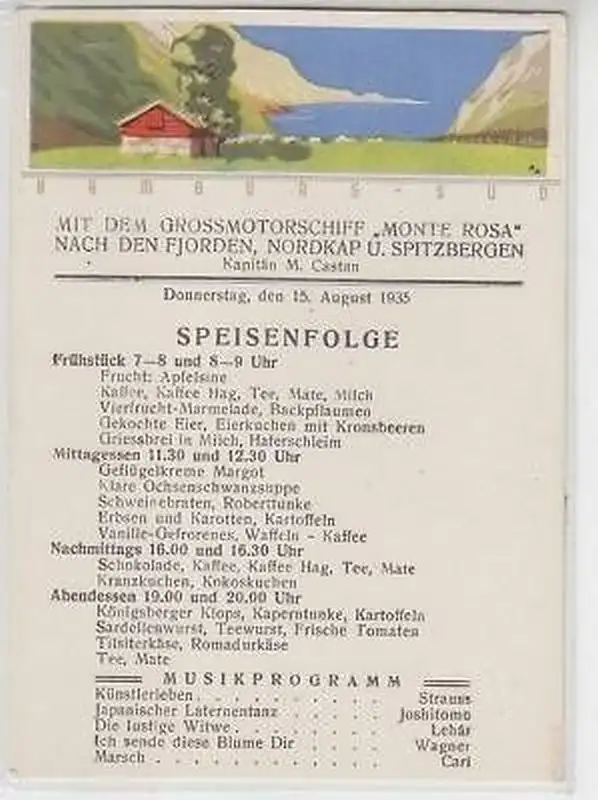 Hamburg-Süd
MIT DEM GROSSMOTORSCHIFF „MONTE ROSA"
NACH DEN FJORDEN, NORDKAP U. SPITZBERGEN
Kapitän M. Castan
Donnerstag, den 15. August 1935
SPEISENFOLGE
Frühstück 7—8 und 8—9 Uhr
Frucht: Apfelsine
Kaffee, Kaffee Hag, Tee, Mate, Milch
Vierfrucht-Marmelade, Backpflaumen
Gekochte Eier, Eierkuchen mit Kronsbeeren
Griessbrei in Milch, Haferschleim
Mittagessen 11.30 und 12.30 Uhr
Geflügelkreme Margot
Klare Ochsenschwanzsuppe
Schweinebraten, Roberttunke
Erbsen und Karotten, Kartoffeln
Vanille-Gefrorenes, Waffeln - Kaffee
Nachmittags 16.00 und 16.30 Uhr
Schokolade, Kaffee, Kaffee Hag, Tee, Mate
Kranzkuchen, Kokoskuchen
Abendessen 19.00 und 20.00 Uhr
Königsberger Klops, Kaperntunke, Kartoffeln
Sardellenwurst, Teewurst, Frische Tomaten
Tilsiterkäse, Romadurkäse
Tee, Mate
MUSIKPROGRAMM
Künstlerleben . . . . . . . . . . Strauss
Japanischer Laternentanz . . . . . Joshitomo
Die lustige Witwe . . . . . . . . Lehár
Ich sende diese Blume Dir . . . . Wagner
Marsch . . . . . . . . . . . . Carl